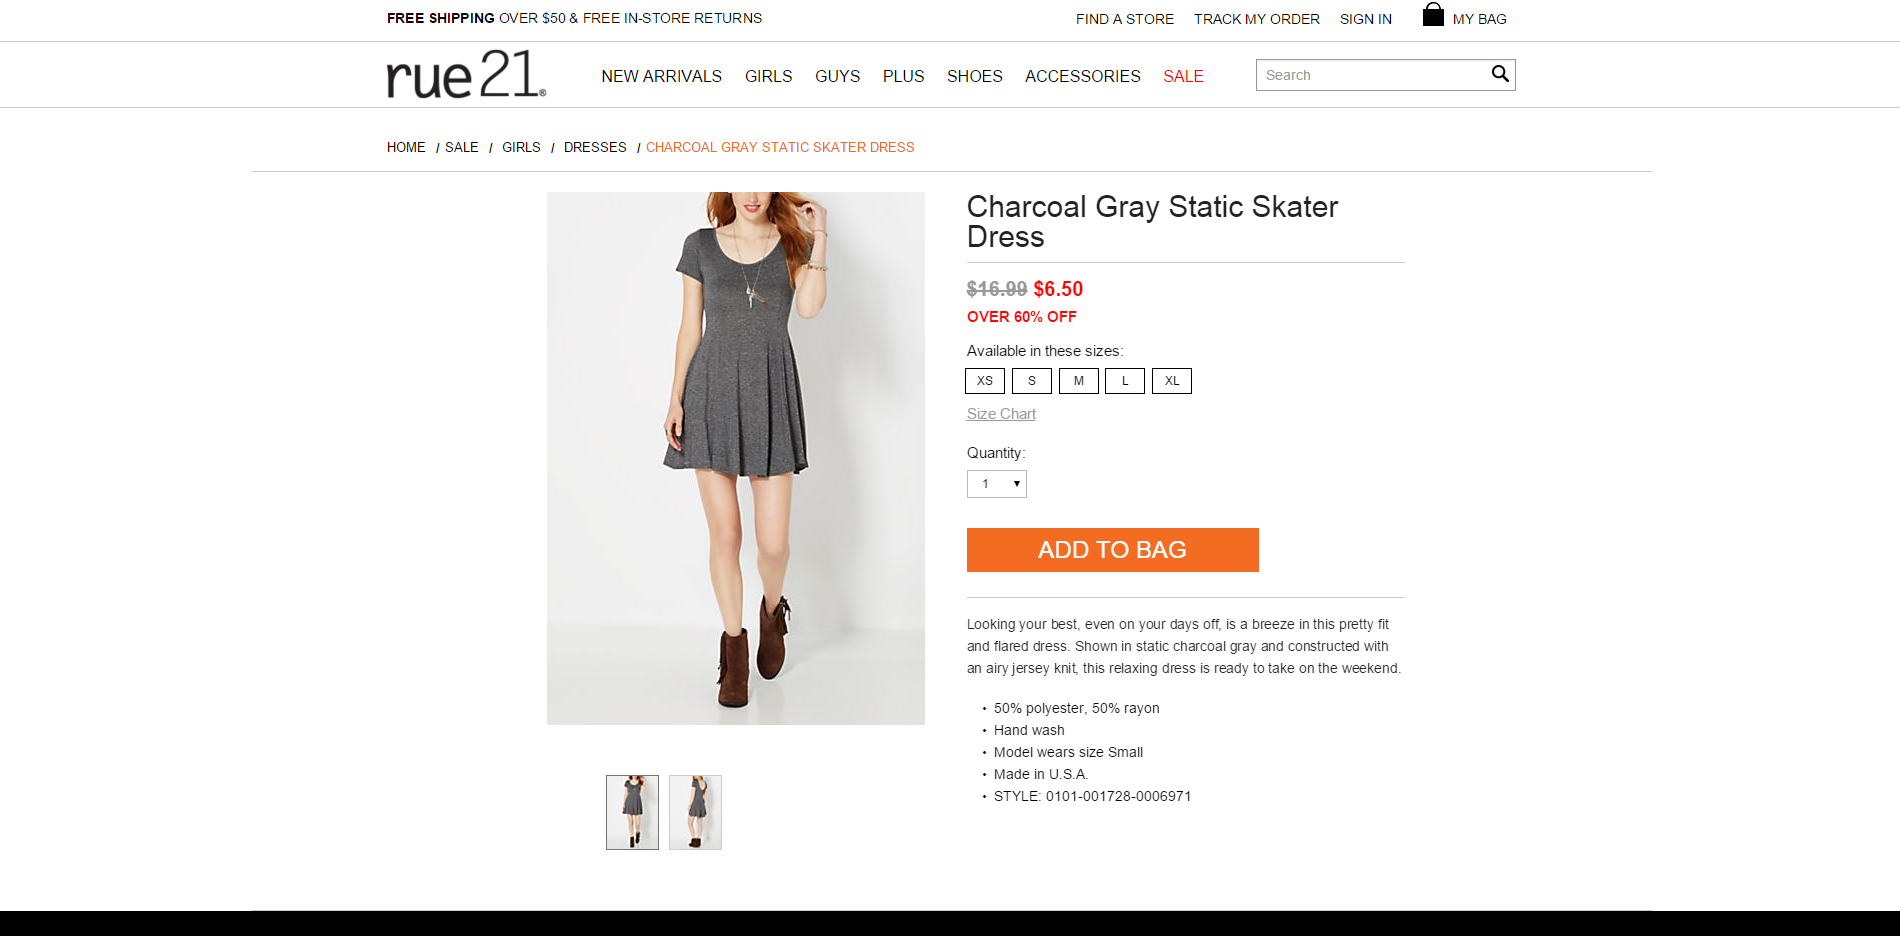 FREE SHIPPING OVER $50 & FREE IN-STORE RETURNS
FIND A STORE TRACK MY ORDER SIGN IN MY BAG
rue21®
NEW ARRIVALS GIRLS GUYS PLUS SHOES ACCESSORIES SALE
Search
HOME / SALE / GIRLS / DRESSES / CHARCOAL GRAY STATIC SKATER DRESS
Charcoal Gray Static Skater
Dress
$16.99 $6.50
OVER 60% OFF
Available in these sizes:
XS S M L XL
Size Chart
Quantity:
1
ADD TO BAG
Looking your best, even on your days off, is a breeze in this pretty fit
and flared dress. Shown in static charcoal gray and constructed with
an airy jersey knit, this relaxing dress is ready to take on the weekend.
• 50% polyester, 50% rayon
• Hand wash
• Model wears size Small
• Made in U.S.A.
• STYLE: 0101-001728-0006971